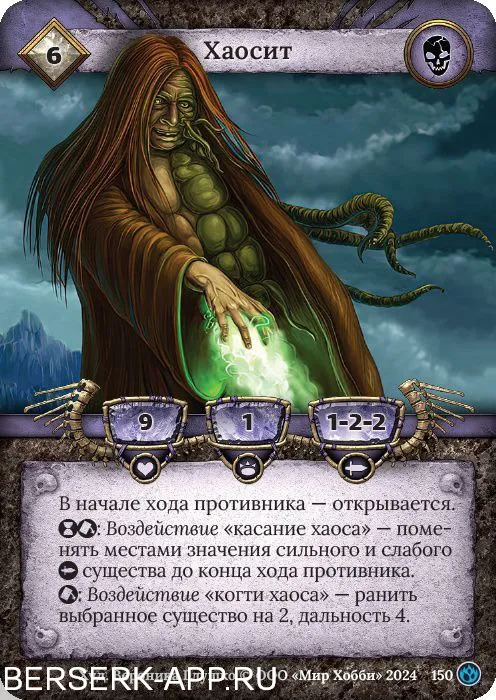 6
Хаосит
9
1
1-2-2
В начале хода противника — открывается.
: Воздействие «касание хаоса» — поме-
нять местами значения сильного и слабого
существа до конца хода противника.
: Воздействие «когти хаоса» — ранить
выбранное существо на 2, дальность 4.
© ООО «Мир Хобби» 2024 150
BERSERK-APP.RU